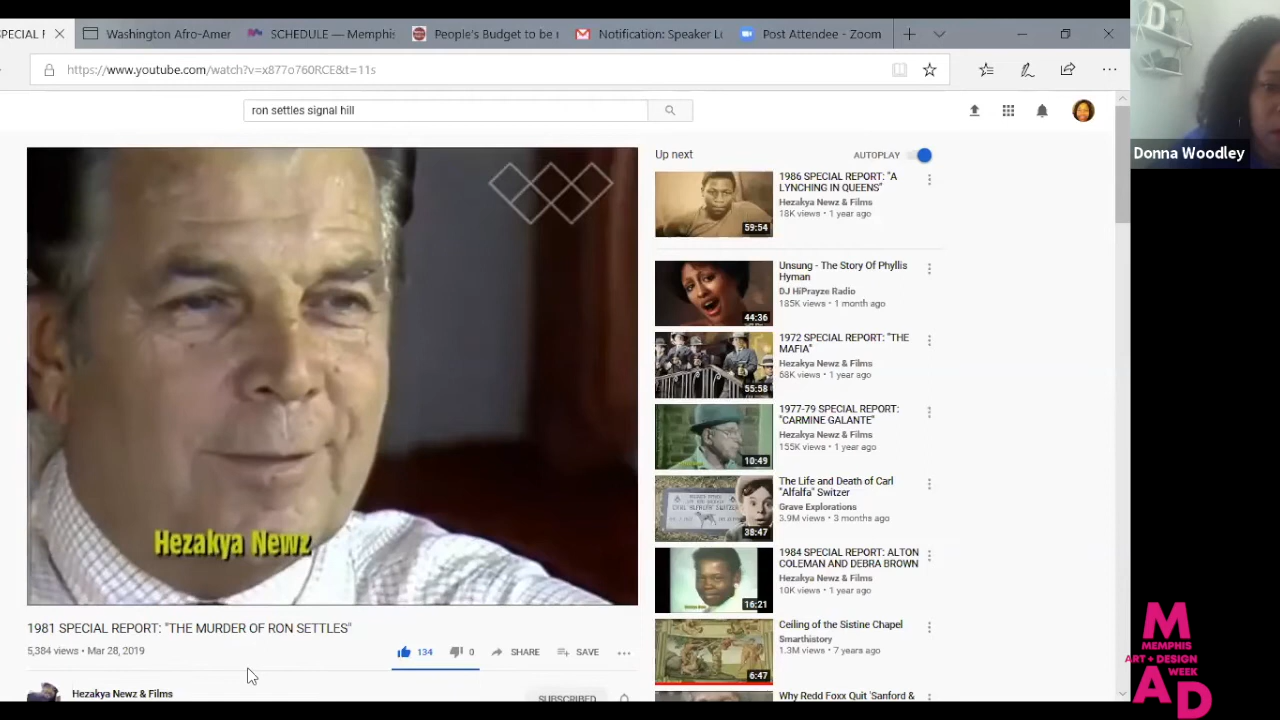 SPECIAL F
Washington Afro-Amer
SCHEDULE — Memphis
People's Budget to be
Notification: Speaker L
Post Attendee - Zoom
https://www.youtube.com/watch?v=x877o760RCE&t=11s
ron settles signal hill
Donna Woodley
Up next
AUTOPLAY
1986 SPECIAL REPORT: "A
LYNCHING IN QUEENS"
Hezakya Newz & Films
18K views • 1 year ago
59:54
Unsung - The Story Of Phyllis
Hyman
DJ HiPrayze Radio
185K views • 1 month ago
44:36
1972 SPECIAL REPORT: "THE
MAFIA"
Hezakya Newz & Films
68K views • 1 year ago
55:58
1977-79 SPECIAL REPORT:
"CARMINE GALANTE"
Hezakya Newz & Films
155K views • 1 year ago
10:49
The Life and Death of Carl
"Alfalfa" Switzer
Grave Explorations
3.9M views • 3 months ago
38:47
1984 SPECIAL REPORT: ALTON
COLEMAN AND DEBRA BROWN
Hezakya Newz & Films
10K views • 1 year ago
16:21
Ceiling of the Sistine Chapel
Smarthistory
1.3M views • 7 years ago
6:47
Why Redd Foxx Quit 'Sanford &
Hezakya Newz
1981 SPECIAL REPORT: "THE MURDER OF RON SETTLES"
5,384 views • Mar 28, 2019
134
0
SHARE
SAVE
Hezakya Newz & Films
SUBSCRIBED
M
MEMPHIS
ART + DESIGN
WEEK
AD